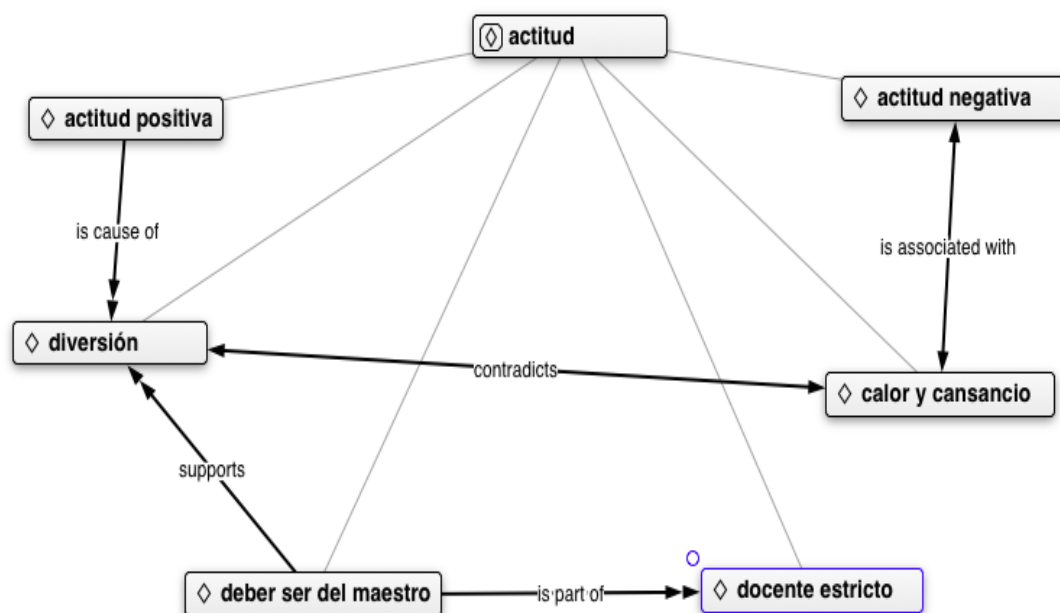 actitud
actitud positiva
actitud negativa
is cause of
is associated with
diversión
contradicts
calor y cansancio
supports
deber ser del maestro
is part of
docente estricto